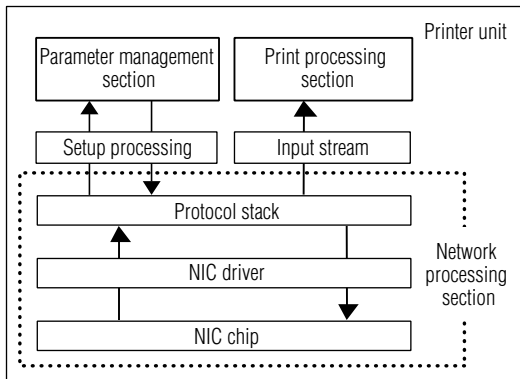 Printer unit
Parameter management
section
Print processing
section
Setup processing
Input stream
Protocol stack
NIC driver
NIC chip
Network
processing
section